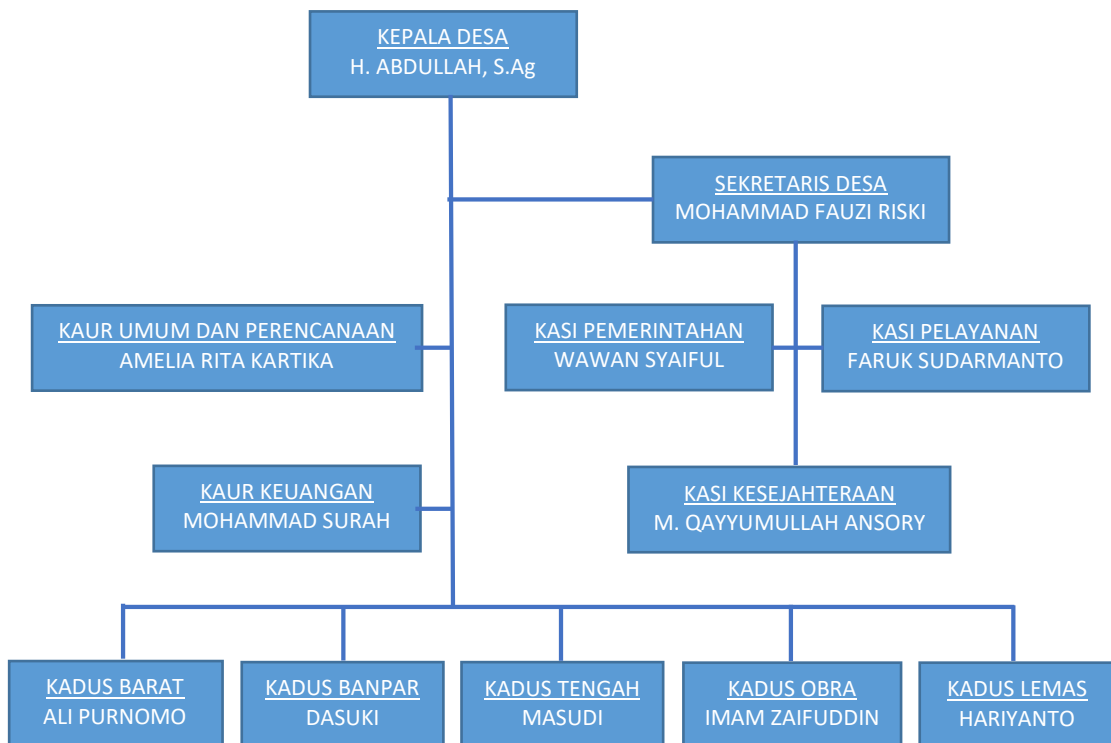 KEPALA DESA
H. ABDULLAH, S.Ag
SEKRETARIS DESA
MOHAMMAD FAUZI RISKI
KAUR UMUM DAN PERENCANAAN
AMELIA RITA KARTIKA
KASI PEMERINTAHAN
WAWAN SYAIFUL
KASI PELAYANAN
FARUK SUDARMANTO
KAUR KEUANGAN
MOHAMMAD SURAH
KASI KESEJAHTERAAN
M. QAYYUMULLAH ANSORY
KADUS BARAT
ALI PURNOMO
KADUS BANPAR
DASUKI
KADUS TENGAH
MASUDI
KADUS OBRA
IMAM ZAIFUDDIN
KADUS LEMAS
HARIYANTO